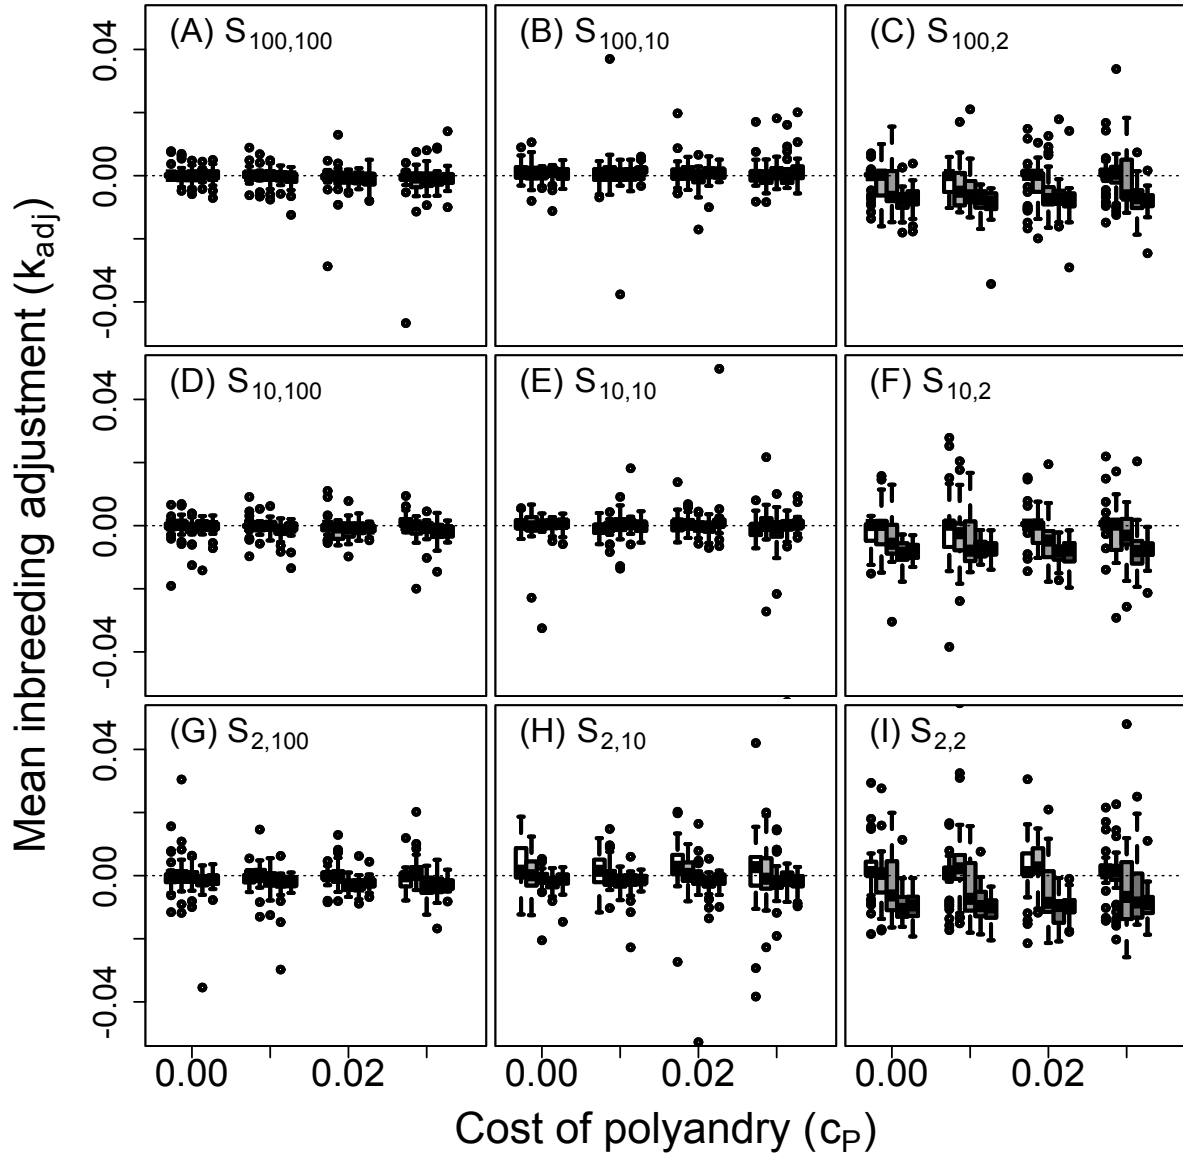 (A) S100,100
(B) S100,10
(C) S100,2
0.04
0.00
-0.04
(D) S10,100
(E) S10,10
(F) S10,2
0.04
0.00
-0.04
(G) S2,100
(H) S2,10
(I) S2,2
0.04
0.00
-0.04
0.00 0.02 0.00 0.02 0.00 0.02
Mean inbreeding adjustment (kadj)
Cost of polyandry (cP)